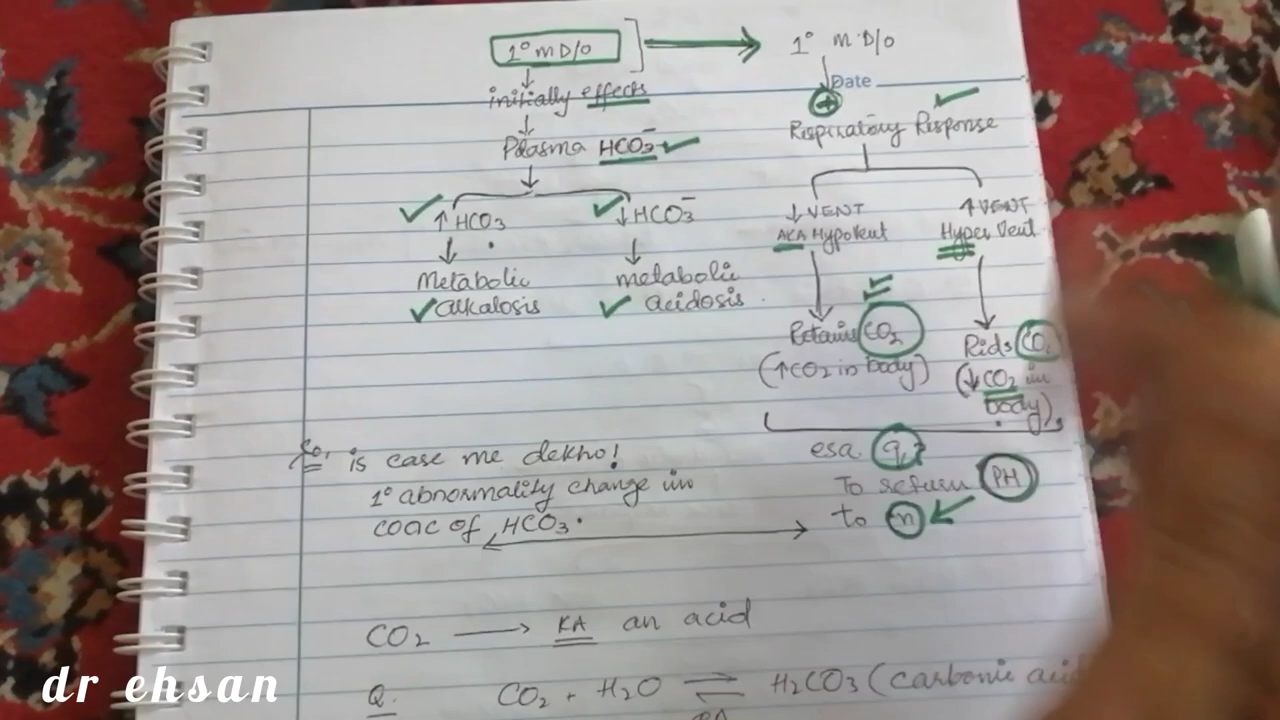 1° m D/O
initially effects
Plasma HCO3⁻
↑ HCO3
↓ HCO3⁻
Metabolic
alkalosis
metabolic
acidosis
1° m D/O
Date
+
Respiratory Response
↓ VENT
AKA Hypovent
↑ VENT
Hyper Vent
Retains CO2
(↑CO2 in body)
Rids CO2
(↓ CO2 in
body)
esa q,?
To return PH
to n
is case me dekho!
1° abnormality change in
conc of HCO3.
CO2 → KA an acid
Q. CO2 + H2O ⇌ H2CO3 (carbonic acid
dr ehsan